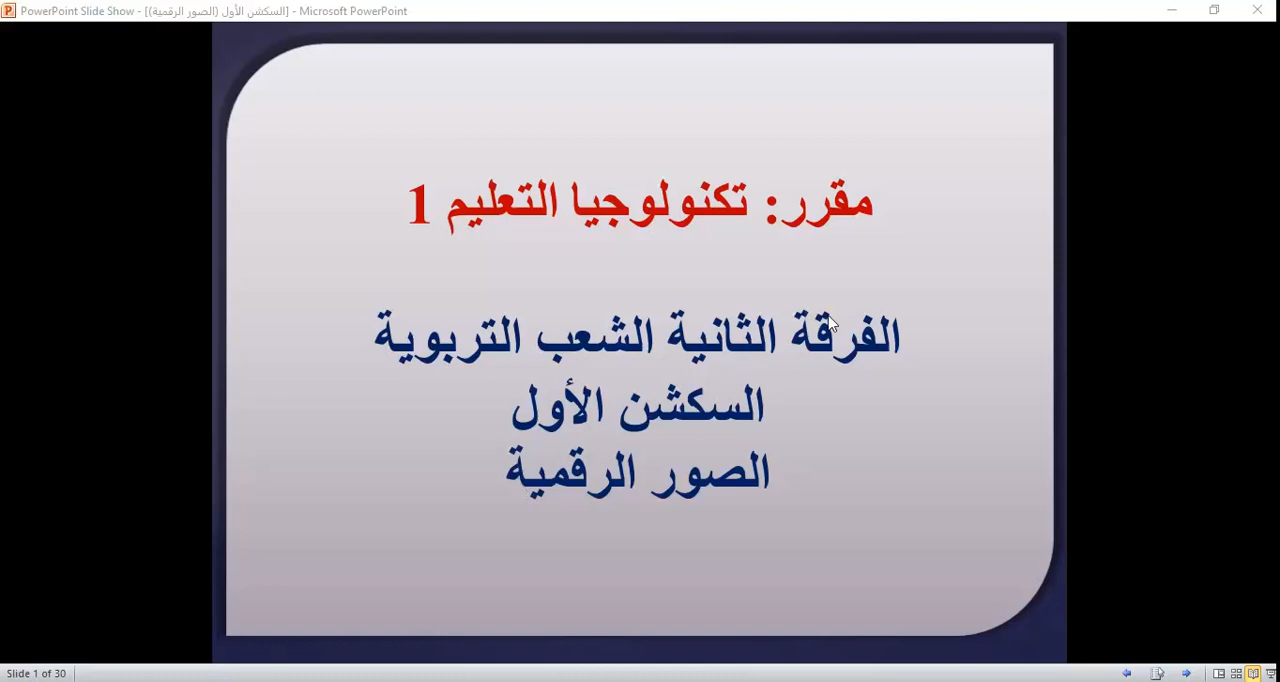 PowerPoint Slide Show - [السكشن الأول (الصور الرقمية)] - Microsoft PowerPoint
مقرر: تكنولوجيا التعليم 1
الفرقة الثانية الشعب التربوية
السكشن الأول
الصور الرقمية
Slide 1 of 30